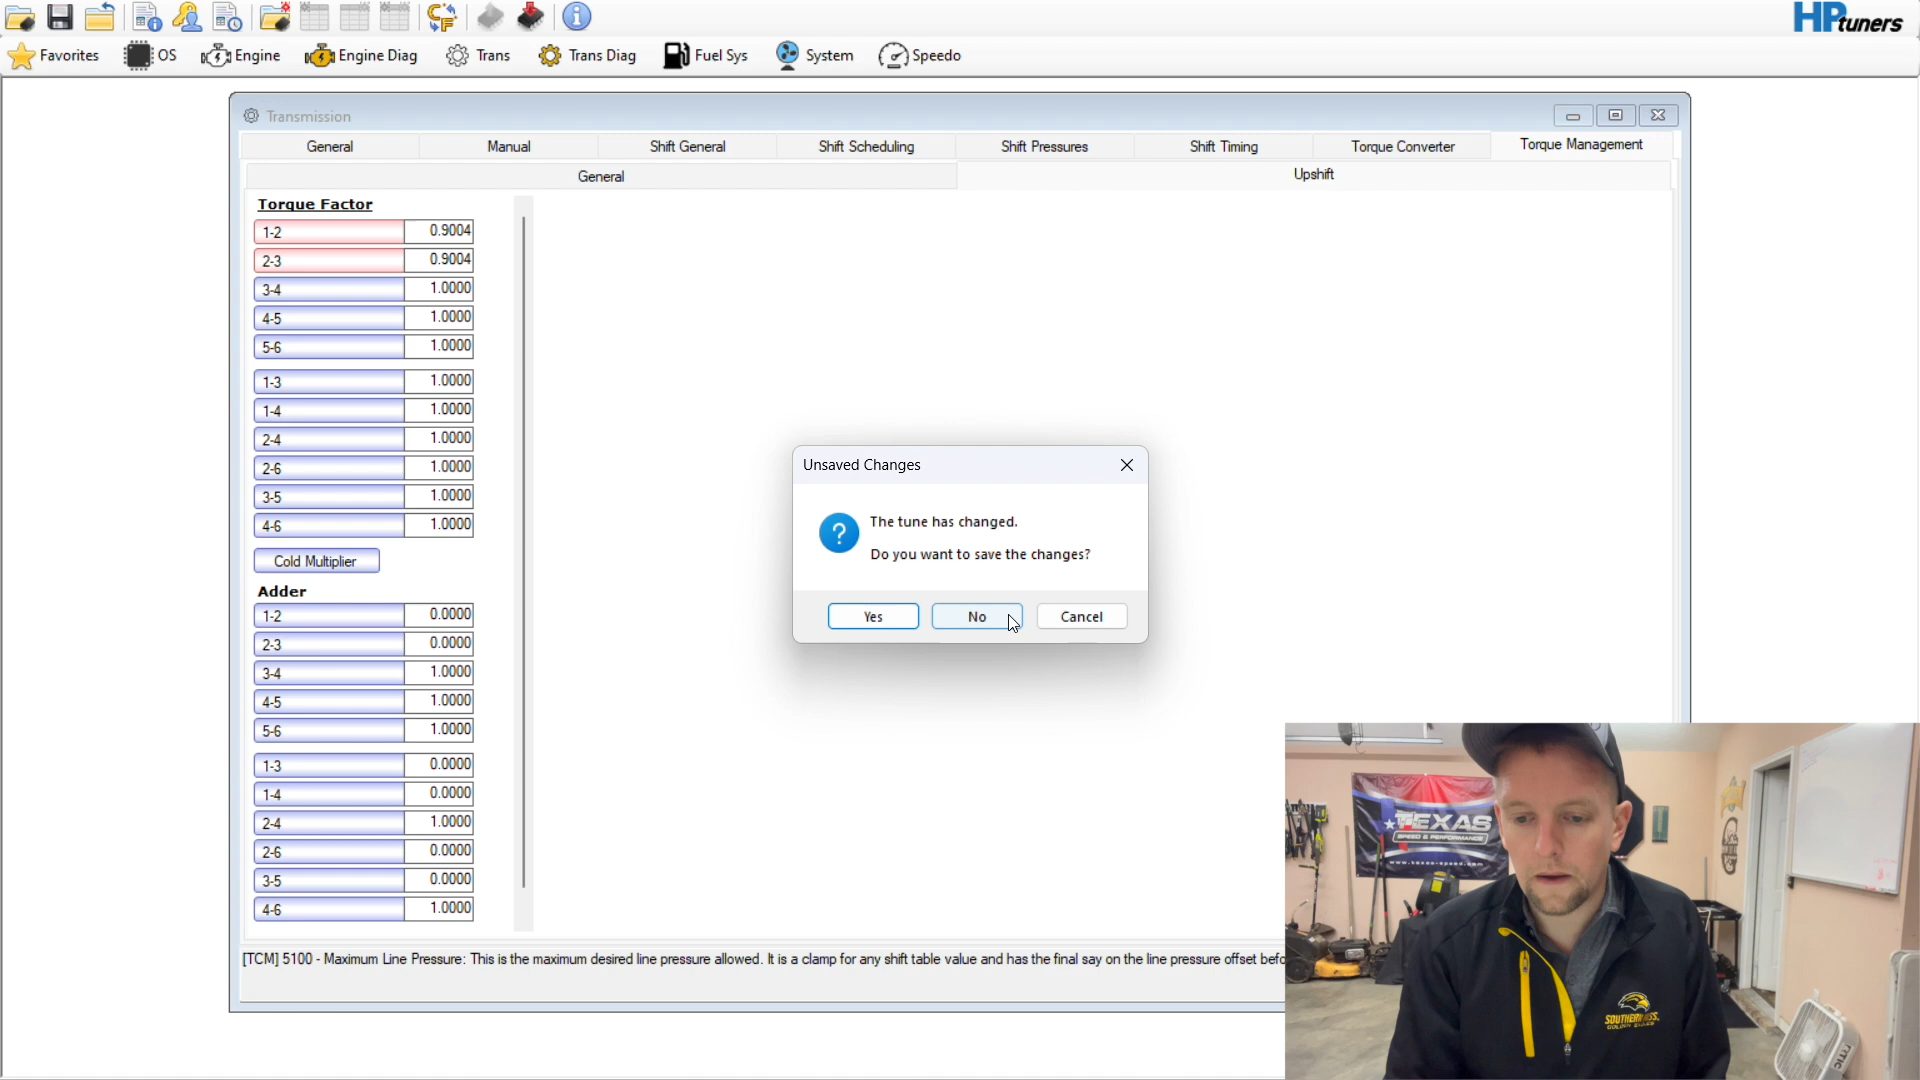 HPtuners
Favorites OS Engine Engine Diag Trans Trans Diag Fuel Sys System Speedo
Transmission
General Manual Shift General Shift Scheduling Shift Pressures Shift Timing Torque Converter Torque Management
General Upshift
Torque Factor
1-2 0.9004
2-3 0.9004
3-4 1.0000
4-5 1.0000
5-6 1.0000
1-3 1.0000
1-4 1.0000
2-4 1.0000
2-6 1.0000
3-5 1.0000
4-6 1.0000
Cold Multiplier
Adder
1-2 0.0000
2-3 0.0000
3-4 1.0000
4-5 1.0000
5-6 1.0000
1-3 0.0000
1-4 0.0000
2-4 1.0000
2-6 0.0000
3-5 0.0000
4-6 1.0000
Unsaved Changes
The tune has changed.
Do you want to save the changes?
Yes No Cancel
[TCM] 5100 - Maximum Line Pressure: This is the maximum desired line pressure allowed. It is a clamp for any shift table value and has the final say on the line pressure offset befo
TEXAS
SPEED & PERFORMANCE
www.texas-speed.com
GOLDEN EAGLES